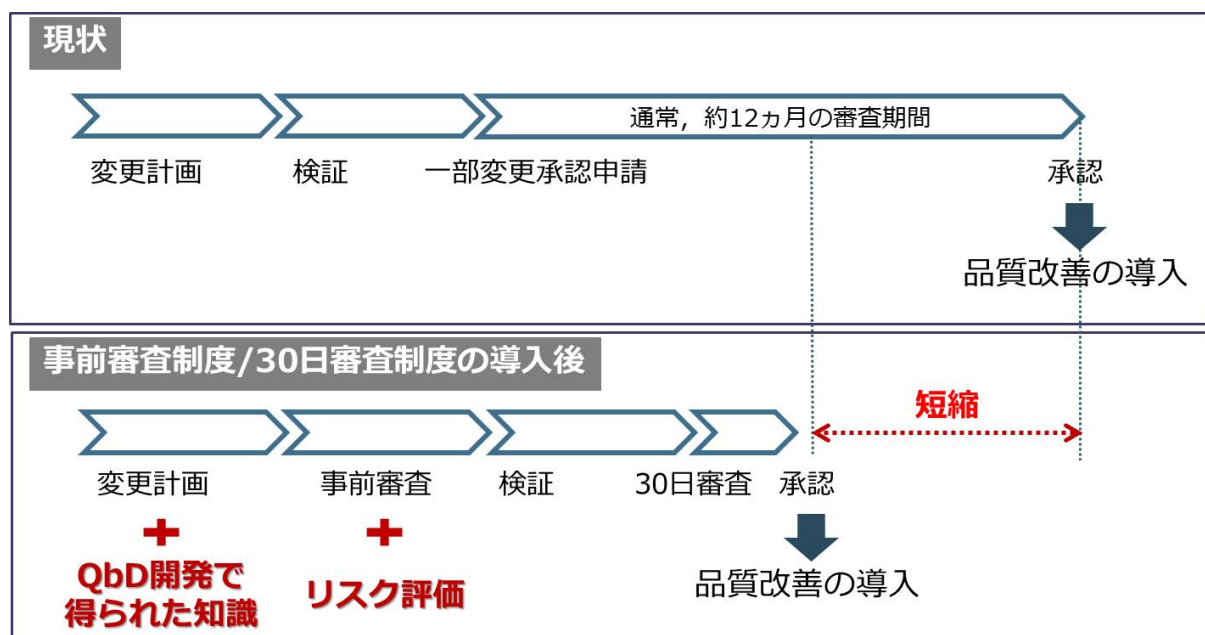 現状
通常，約12ヵ月の審査期間
変更計画
検証
一部変更承認申請
承認
品質改善の導入
事前審査制度/30日審査制度の導入後
短縮
変更計画
事前審査
検証
30日審査
承認
+
+
QbD開発で
得られた知識
リスク評価
品質改善の導入